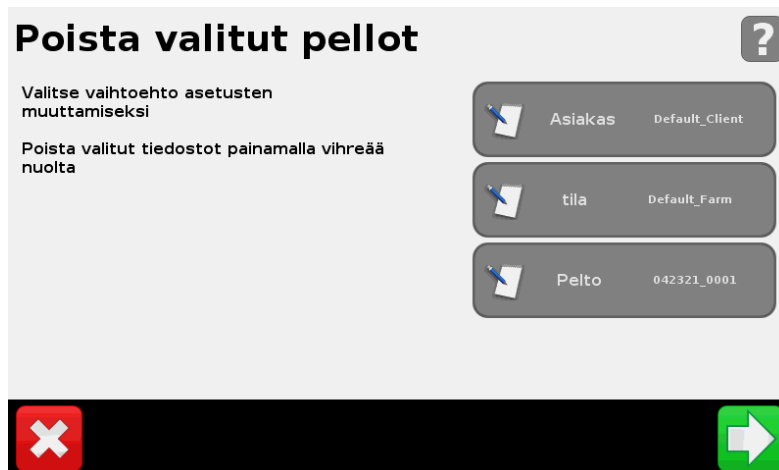 Poista valitut pellot
?
Valitse vaihtoehto asetusten
muuttamiseksi
Poista valitut tiedostot painamalla vihreää
nuolta
Asiakas Default_Client
tila Default_Farm
Pelto 042321_0001